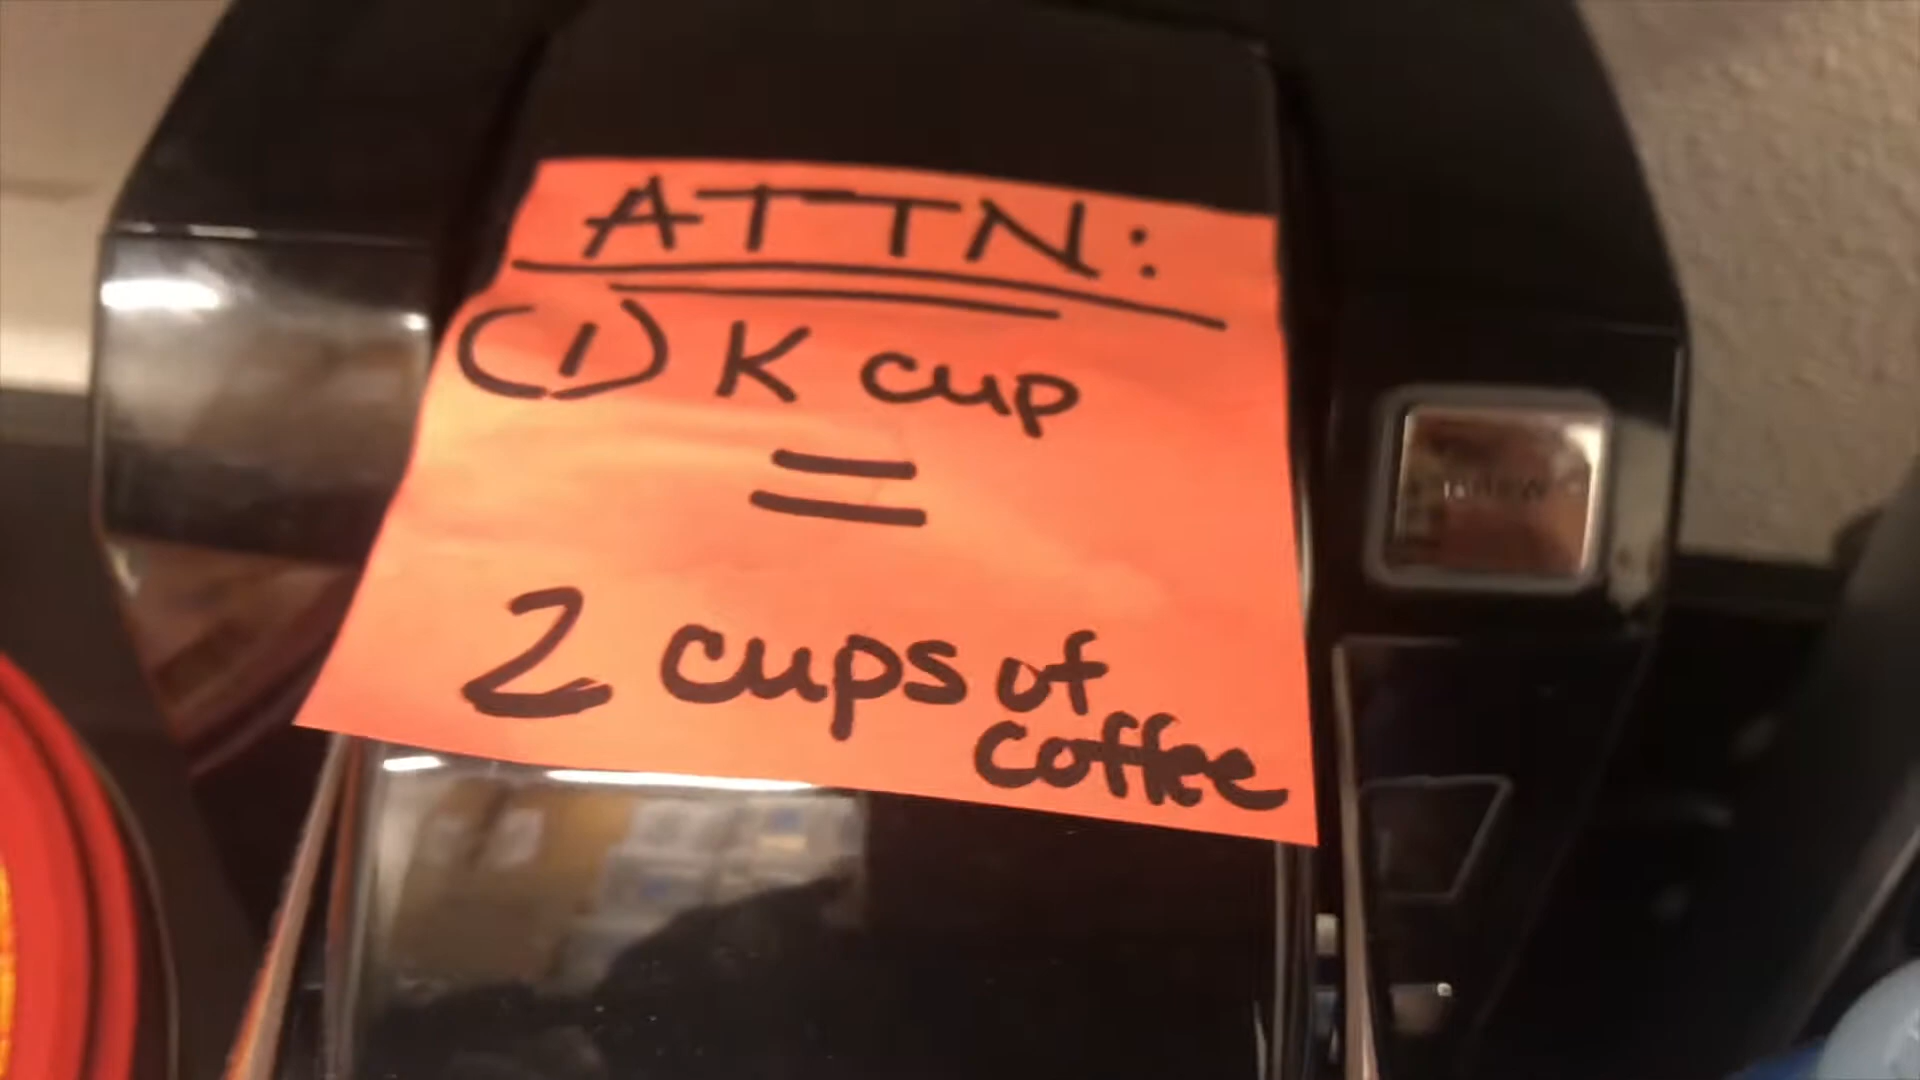 ATTN:
① K cup
=
2 cups of
coffee